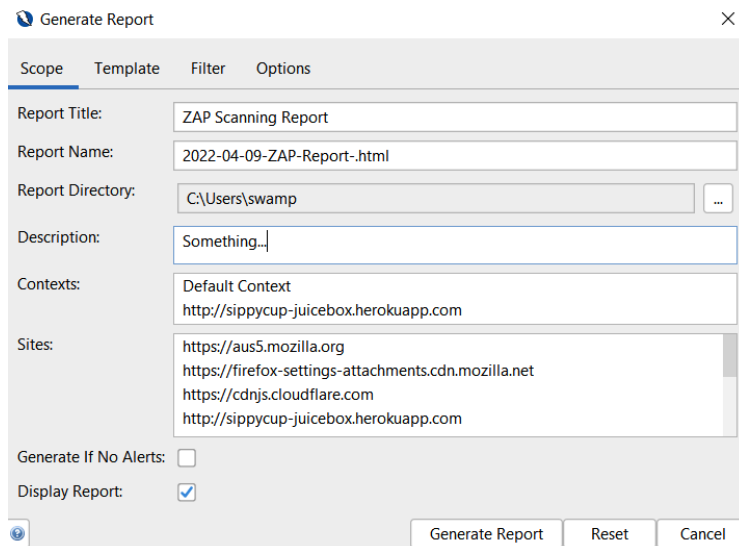 Generate Report
Scope Template Filter Options
Report Title: ZAP Scanning Report
Report Name: 2022-04-09-ZAP-Report-.html
Report Directory: C:\Users\swamp ...
Description: Something...
Contexts: Default Context
http://sippycup-juicebox.herokuapp.com
Sites: https://aus5.mozilla.org
https://firefox-settings-attachments.cdn.mozilla.net
https://cdnjs.cloudflare.com
http://sippycup-juicebox.herokuapp.com
Generate If No Alerts:
Display Report:
Generate Report Reset Cancel